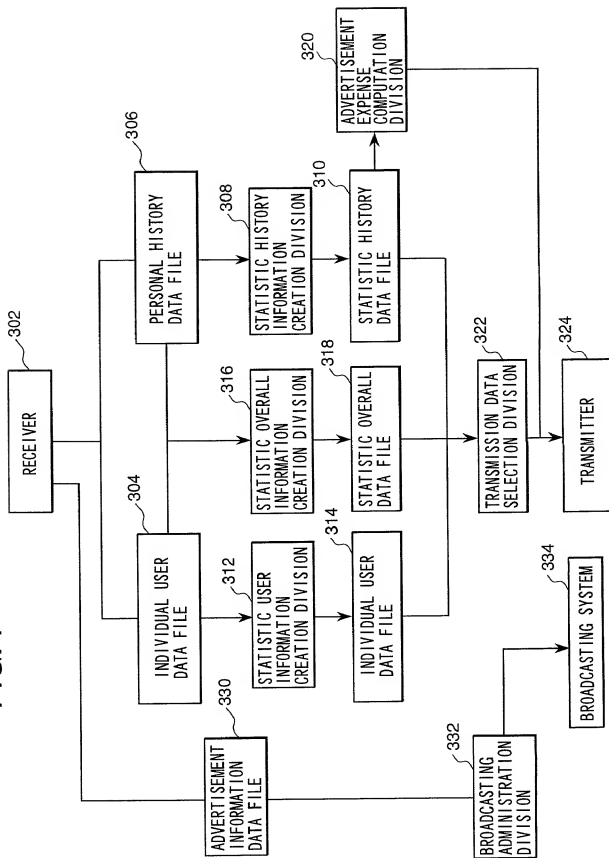 302
RECEIVER
304
INDIVIDUAL USER
DATA FILE
306
PERSONAL HISTORY
DATA FILE
330
ADVERTISEMENT
INFORMATION
DATA FILE
312
STATISTIC USER
INFORMATION
CREATION DIVISION
316
STATISTIC OVERALL
INFORMATION
CREATION DIVISION
308
STATISTIC HISTORY
INFORMATION
CREATION DIVISION
314
INDIVIDUAL USER
DATA FILE
318
STATISTIC OVERALL
DATA FILE
310
STATISTIC HISTORY
DATA FILE
320
ADVERTISEMENT
EXPENSE
COMPUTATION
DIVISION
332
BROADCASTING
ADMINISTRATION
DIVISION
334
BROADCASTING SYSTEM
322
TRANSMISSION DATA
SELECTION DIVISION
324
TRANSMITTER